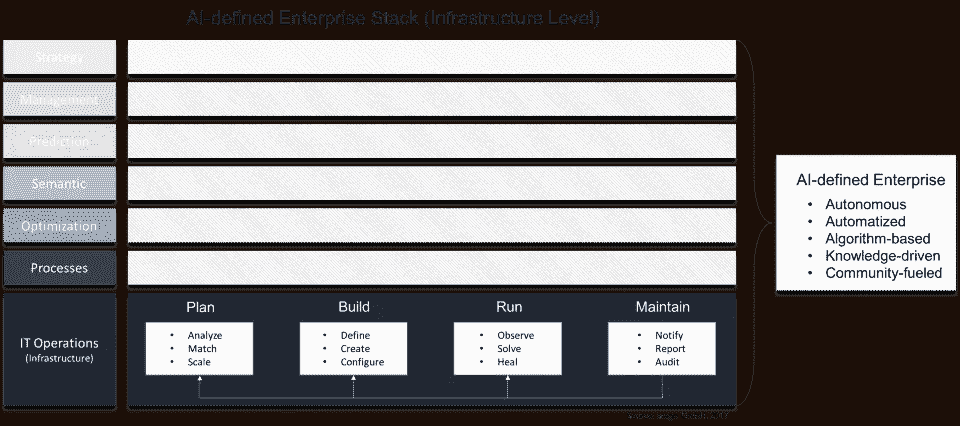 AI-defined Enterprise Stack (Infrastructure Level)
Strategy
Management
Prediction
Semantic
Optimization
Processes
IT Operations
(Infrastructure)
Plan
• Analyze
• Match
• Scale
Build
• Define
• Create
• Configure
Run
• Observe
• Solve
• Heal
Maintain
• Notify
• Report
• Audit
AI-defined Enterprise
• Autonomous
• Automatized
• Algorithm-based
• Knowledge-driven
• Community-fueled